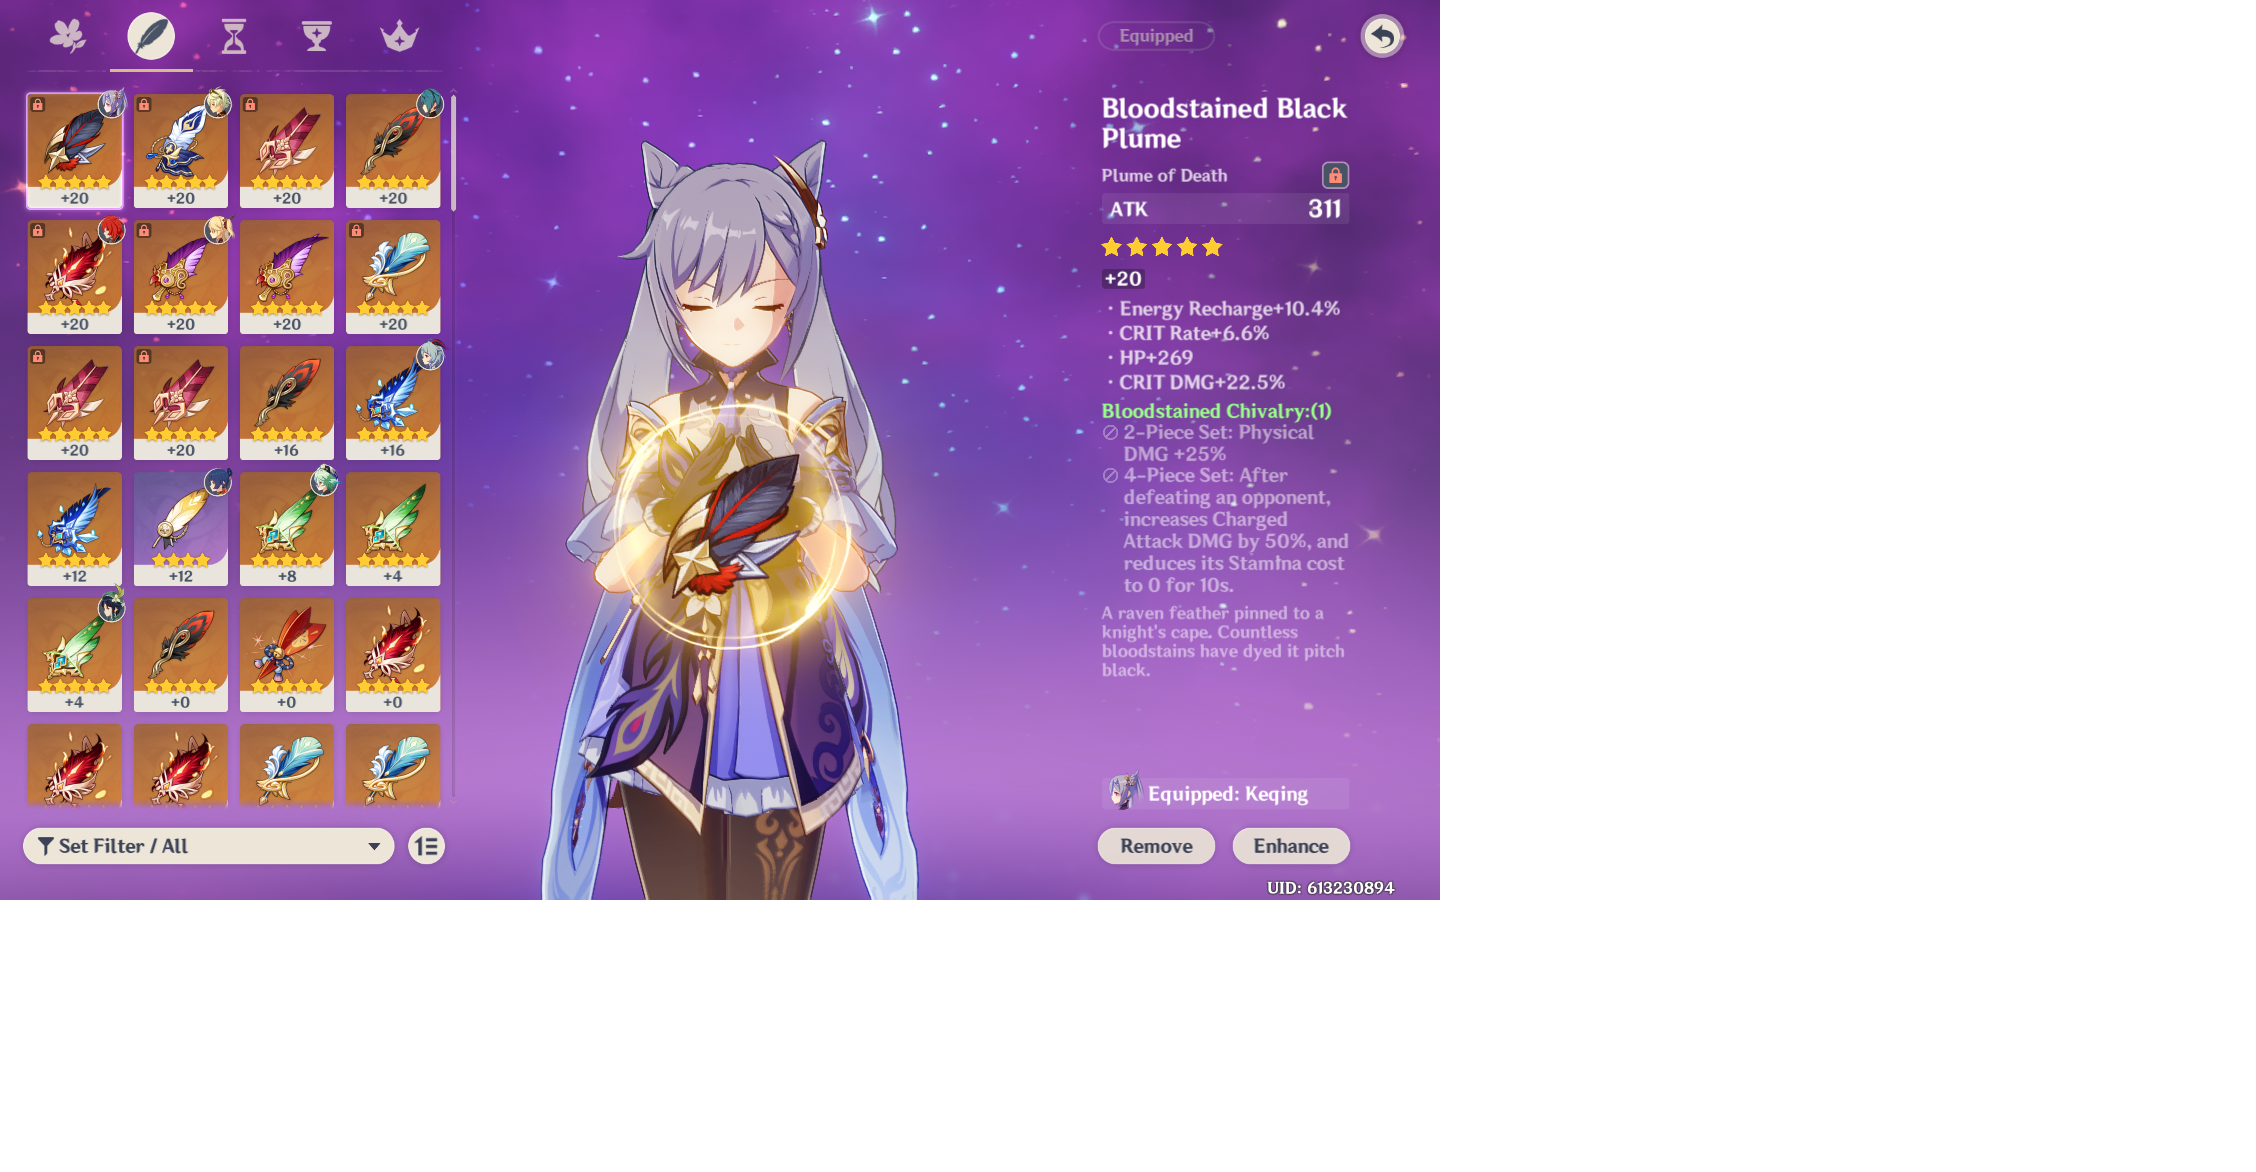 Equipped
Bloodstained Black
Plume
Plume of Death
ATK 311
+20
· Energy Recharge+10.4%
· CRIT Rate+6.6%
· HP+269
· CRIT DMG+22.5%
Bloodstained Chivalry:(1)
2-Piece Set: Physical
DMG +25%
4-Piece Set: After
defeating an opponent,
increases Charged
Attack DMG by 50%, and
reduces its Stamina cost
to 0 for 10s.
A raven feather pinned to a
knight's cape. Countless
bloodstains have dyed it pitch
black.
Equipped: Keqing
Remove Enhance
UID: 613230894
+20 +20 +20 +20
+20 +20 +20 +20
+20 +20 +16 +16
+12 +12 +8 +4
+4 +0 +0 +0
Set Filter / All
1